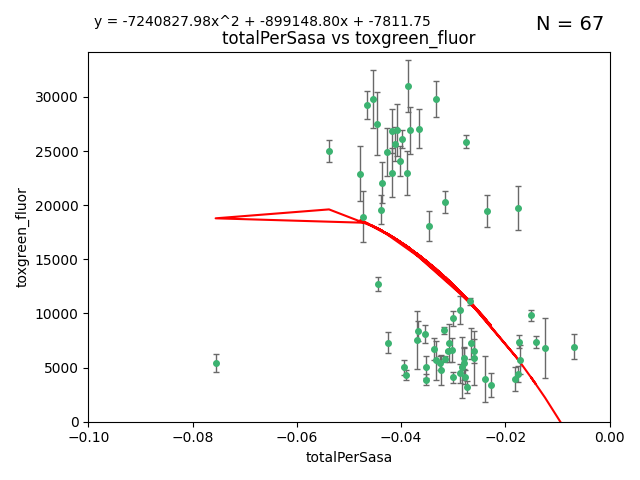 y = -7240827.98x^2 + -899148.80x + -7811.75
N = 67
totalPerSasa vs toxgreen_fluor
30000
25000
20000
15000
10000
5000
0
toxgreen_fluor
−0.10
−0.08
−0.06
−0.04
−0.02
0.00
totalPerSasa